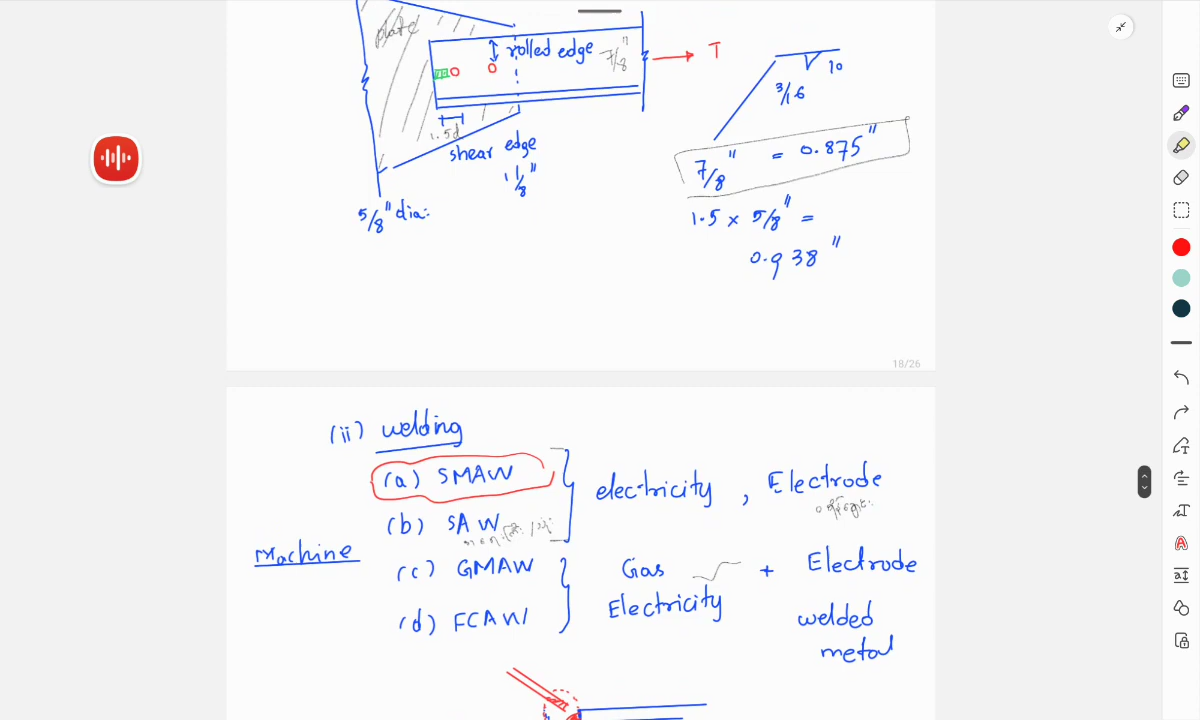 plate
rolled edge 7/8"
T
1.5d
shear edge
1 1/8"
5/8" dia:
10
3/16
7/8" = 0.875"
1.5 x 5/8" =
0.938"
18/26
(ii) welding
(a) SMAW
electricity, Electrode
(b) SAW
Machine
(c) GMAW
Gas + Electrode
(d) FCAW
Electricity
welded
metal